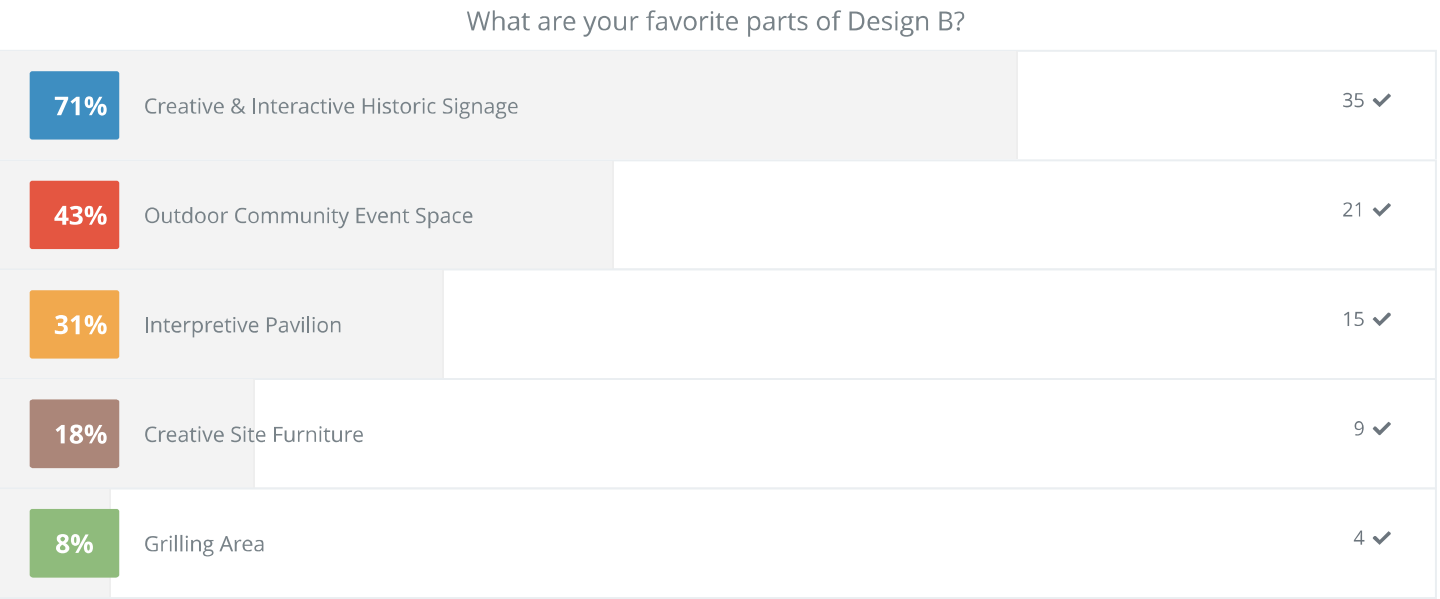 What are your favorite parts of Design B?
71% Creative & Interactive Historic Signage 35
43% Outdoor Community Event Space 21
31% Interpretive Pavilion 15
18% Creative Site Furniture 9
8% Grilling Area 4